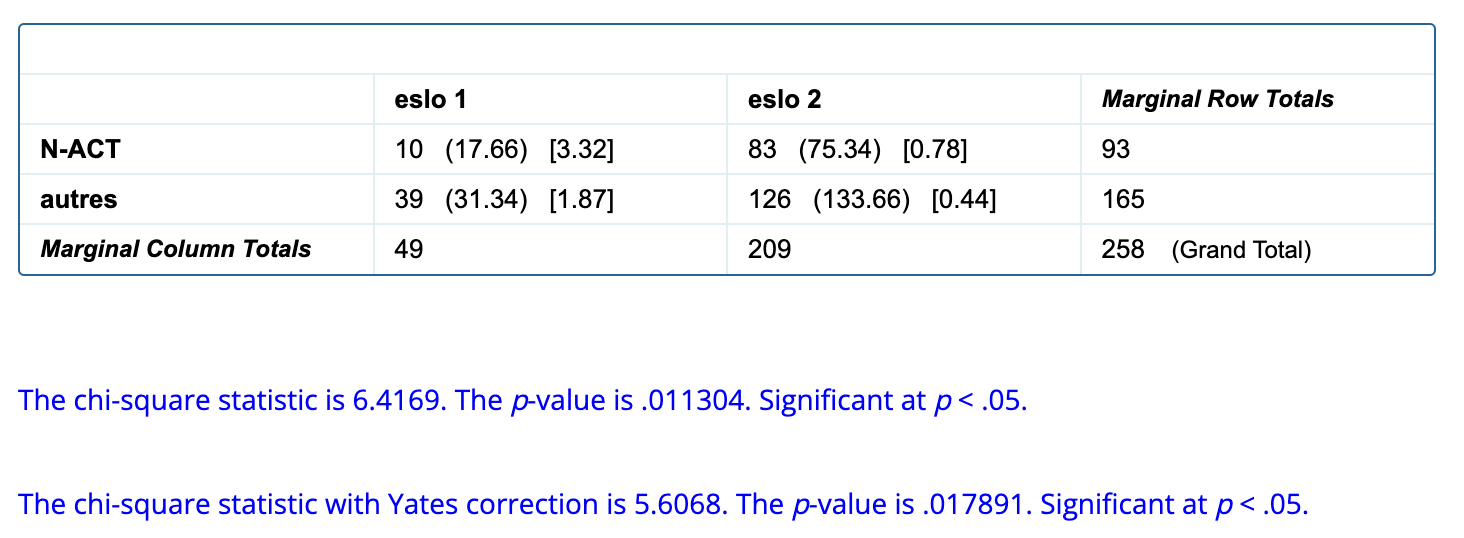 eslo 1 eslo 2 Marginal Row Totals
N-ACT 10 (17.66) [3.32] 83 (75.34) [0.78] 93
autres 39 (31.34) [1.87] 126 (133.66) [0.44] 165
Marginal Column Totals 49 209 258 (Grand Total)
The chi-square statistic is 6.4169. The p-value is .011304. Significant at p < .05.
The chi-square statistic with Yates correction is 5.6068. The p-value is .017891. Significant at p < .05.